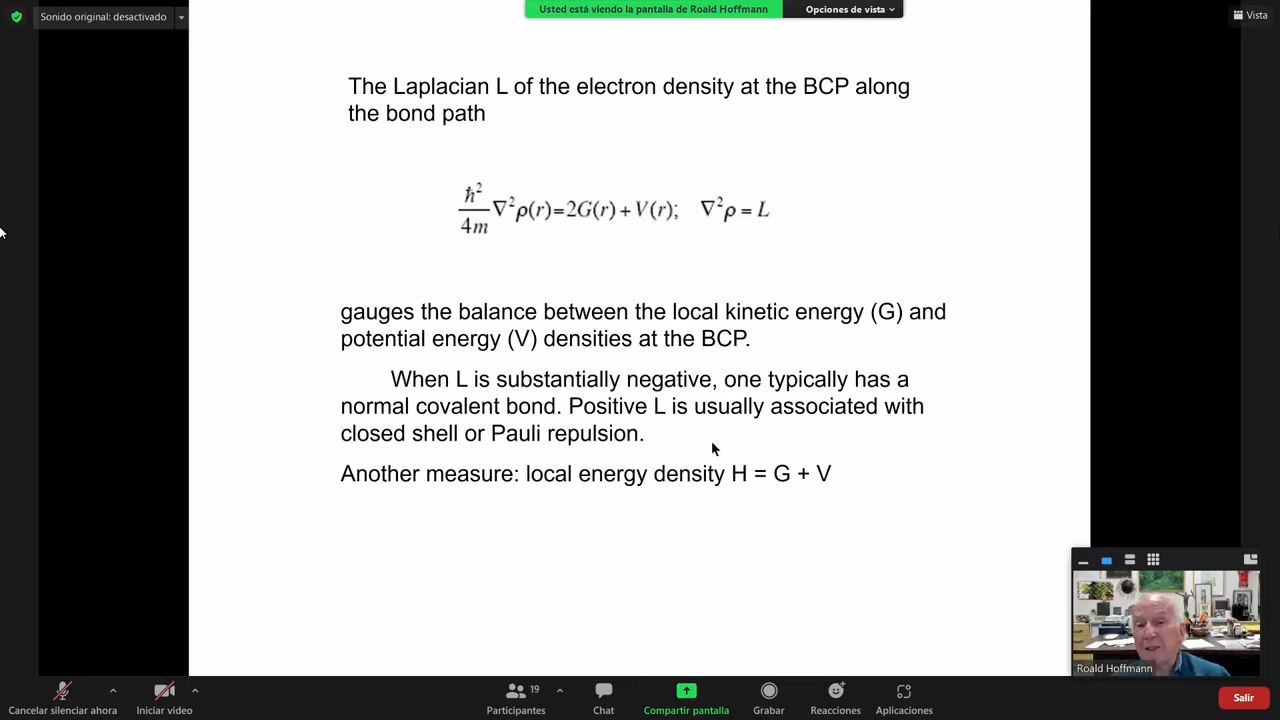 Sonido original: desactivado
Usted está viendo la pantalla de Roald Hoffmann
Opciones de vista
Vista
The Laplacian L of the electron density at the BCP along
the bond path
ħ²/4m ∇²ρ(r)=2G(r)+V(r); ∇²ρ = L
gauges the balance between the local kinetic energy (G) and
potential energy (V) densities at the BCP.
When L is substantially negative, one typically has a
normal covalent bond. Positive L is usually associated with
closed shell or Pauli repulsion.
Another measure: local energy density H = G + V
Roald Hoffmann
Cancelar silenciar ahora
Iniciar video
19
Participantes
Chat
Compartir pantalla
Grabar
Reacciones
Aplicaciones
Salir